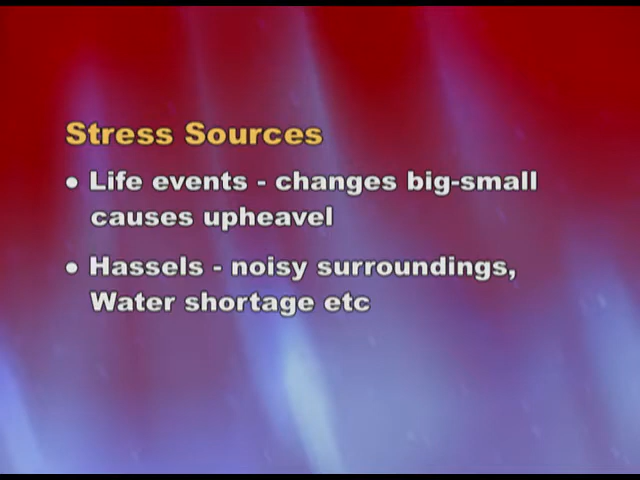 Stress Sources
• Life events - changes big-small
causes upheavel
• Hassels - noisy surroundings,
Water shortage etc